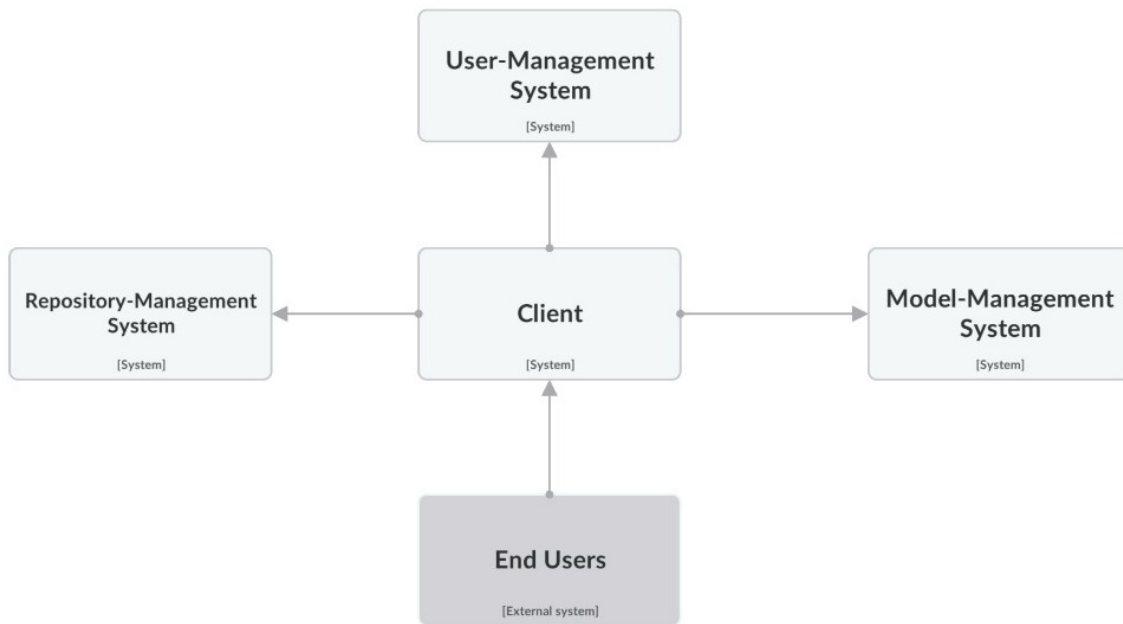 User-Management
System
[System]
Repository-Management
System
[System]
Client
[System]
Model-Management
System
[System]
End Users
[External system]